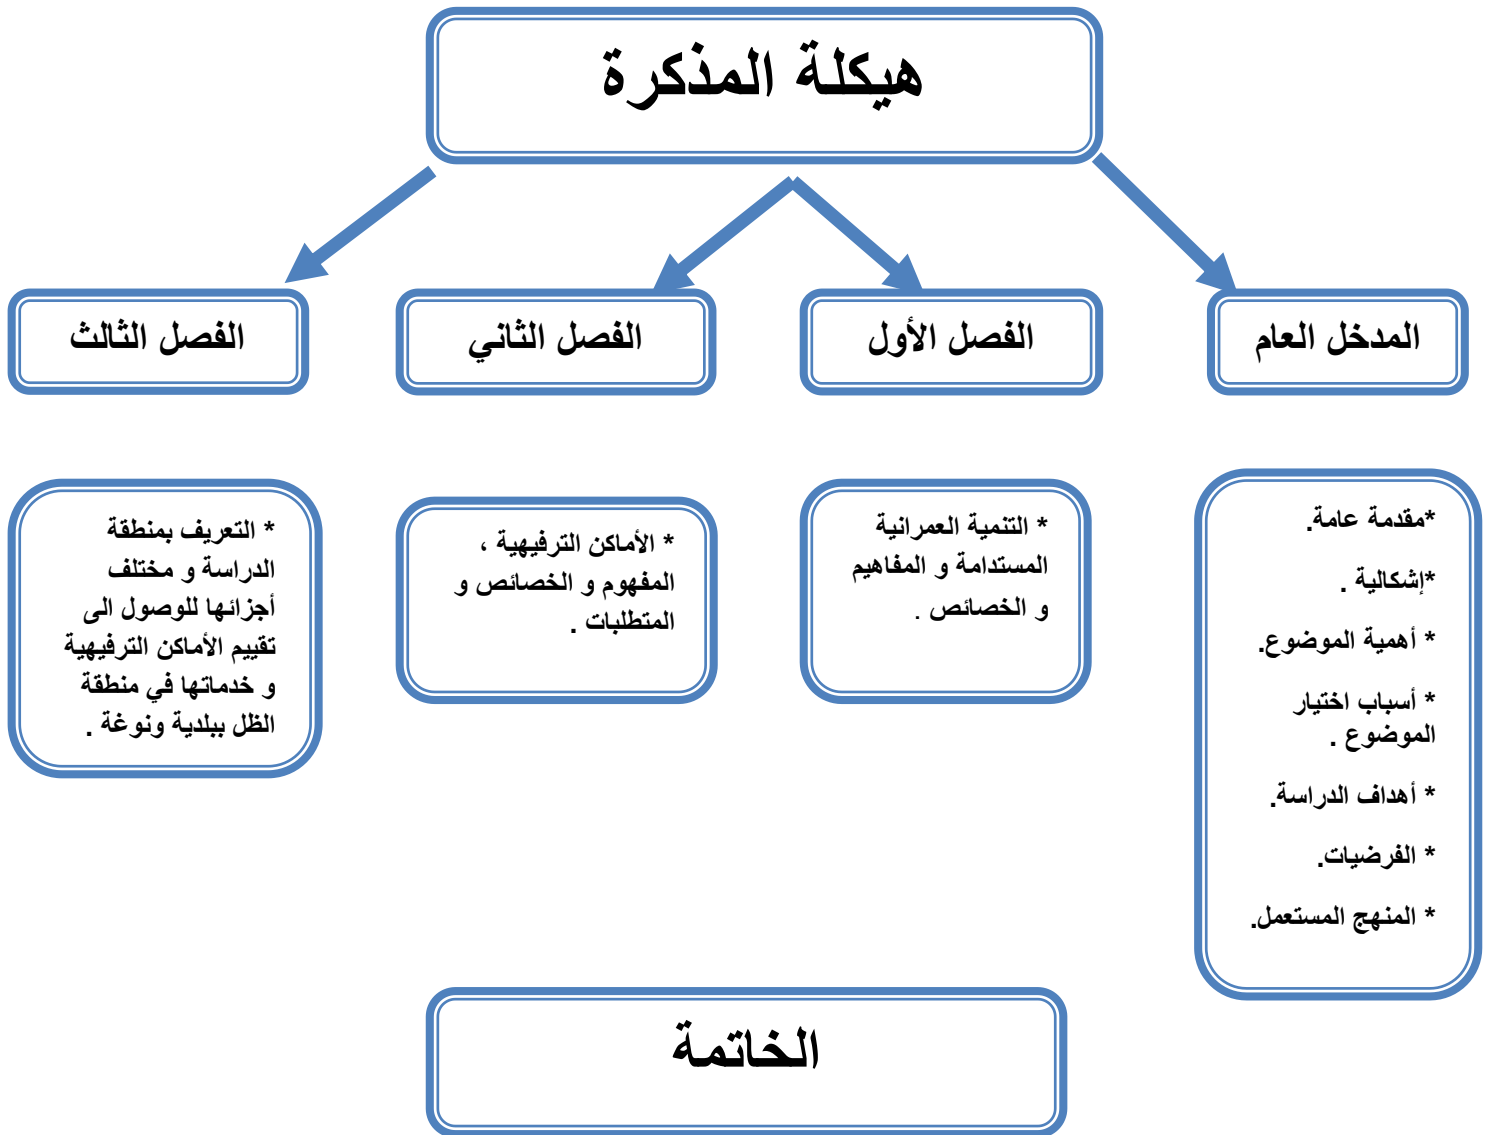 هيكلة المذكرة
المدخل العام
الفصل الأول
الفصل الثاني
الفصل الثالث
*مقدمة عامة.
*إشكالية .
* أهمية الموضوع.
* أسباب اختيار
الموضوع .
* أهداف الدراسة.
* الفرضيات.
* المنهج المستعمل.
* التنمية العمرانية
المستدامة و المفاهيم
و الخصائص .
* الأماكن الترفيهية ،
المفهوم و الخصائص و
المتطلبات .
* التعريف بمنطقة
الدراسة و مختلف
أجزائها للوصول الى
تقييم الأماكن الترفيهية
و خدماتها في منطقة
الظل ببلدية ونوغة .
الخاتمة